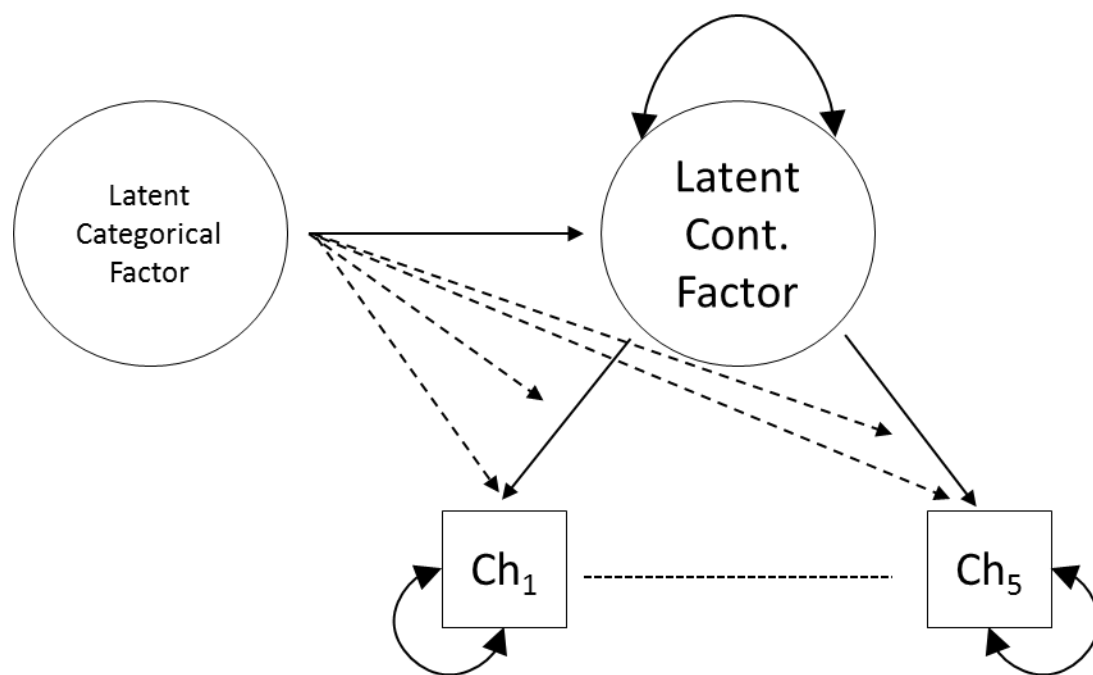 Latent
Categorical
Factor
Latent
Cont.
Factor
Ch₁
Ch₅